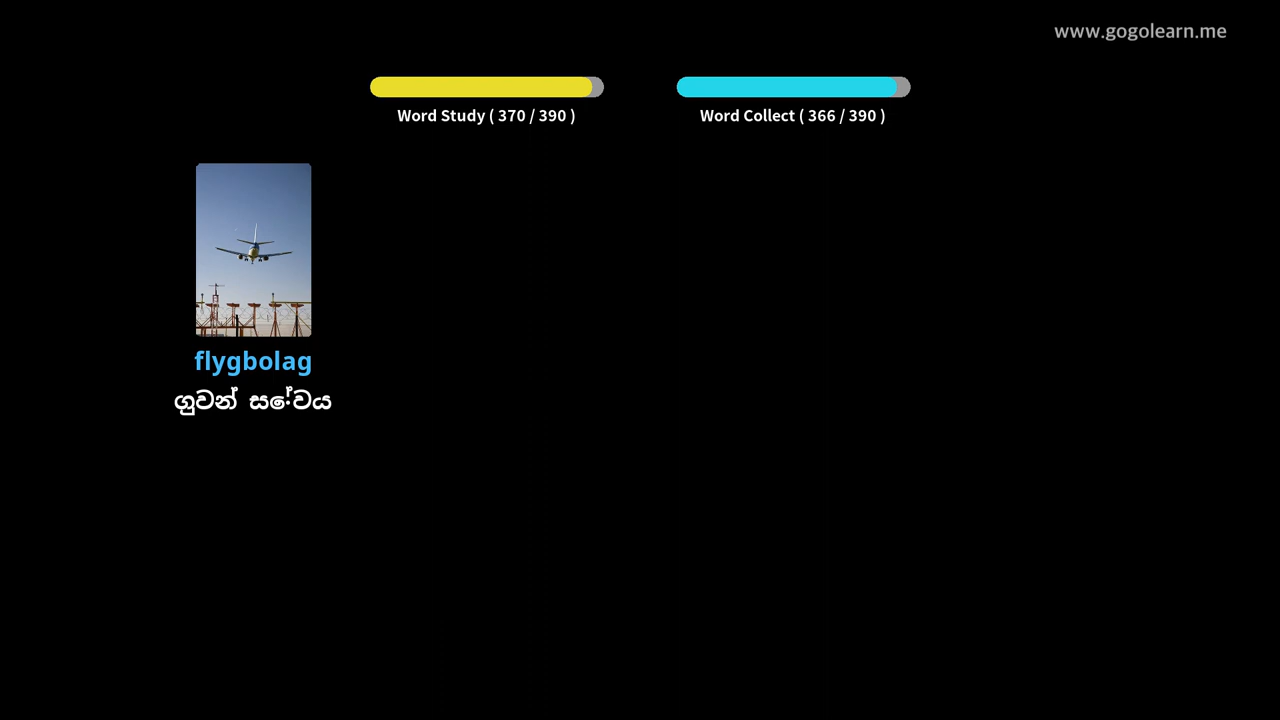 www.gogolearn.me
Word Study ( 370 / 390 )
Word Collect ( 366 / 390 )
flygbolag
ගුවන් සේවය